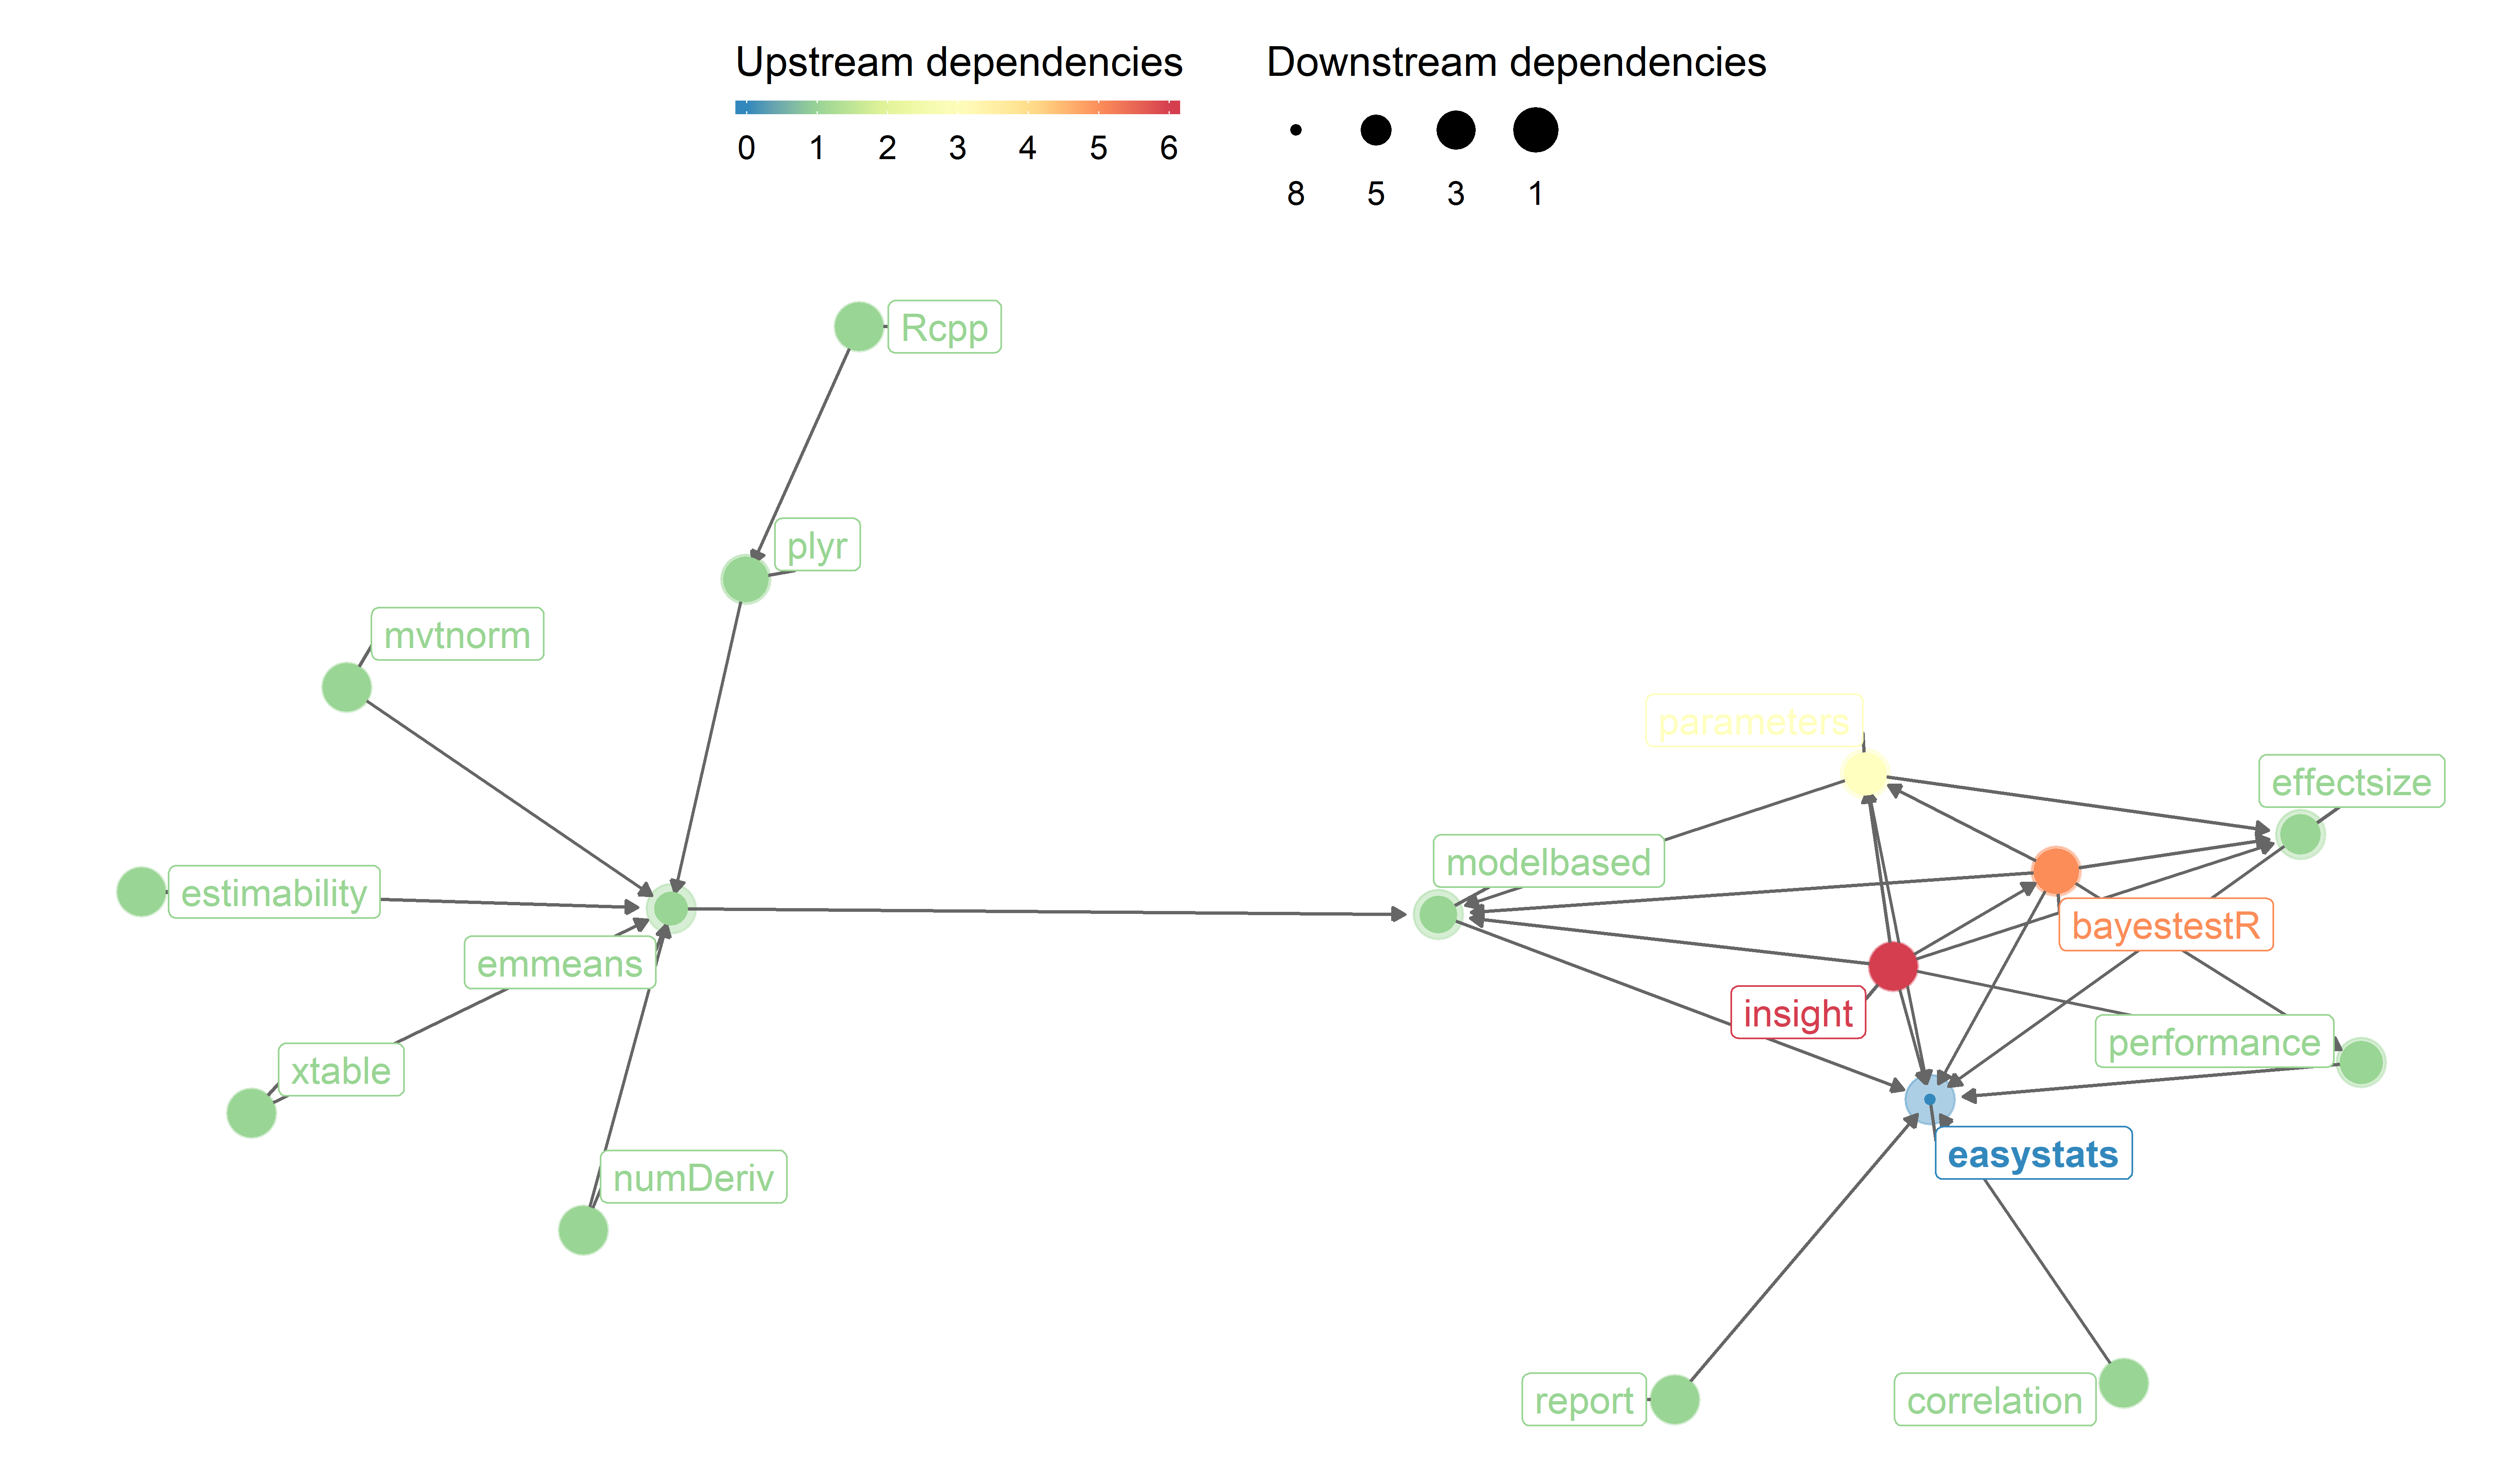 Upstream dependencies
0 1 2 3 4 5 6
Downstream dependencies
8 5 3 1
Rcpp
plyr
mvtnorm
parameters
effectsize
modelbased
estimability
bayestestR
emmeans
insight
performance
xtable
easystats
numDeriv
report
correlation